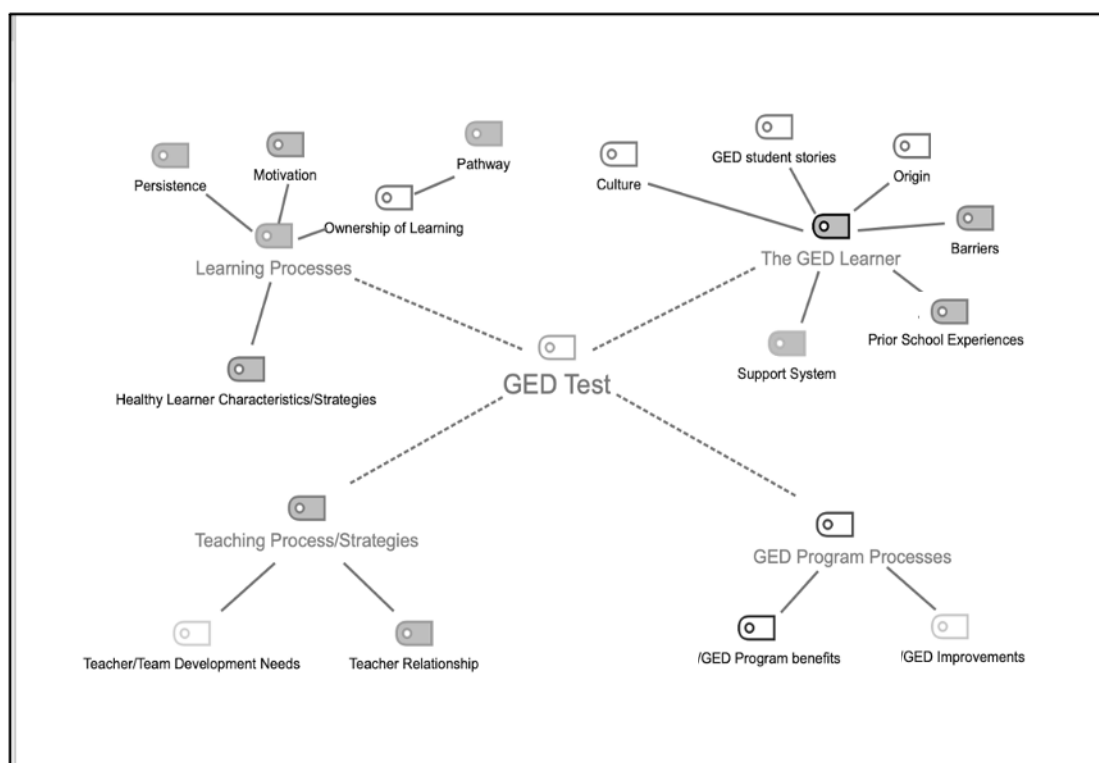 GED student stories
Pathway
Motivation
Origin
Persistence
Culture
Ownership of Learning
Barriers
The GED Learner
Learning Processes
Prior School Experiences
Support System
GED Test
Healthy Learner Characteristics/Strategies
Teaching Process/Strategies
GED Program Processes
Teacher/Team Development Needs
Teacher Relationship
/GED Program benefits
/GED Improvements